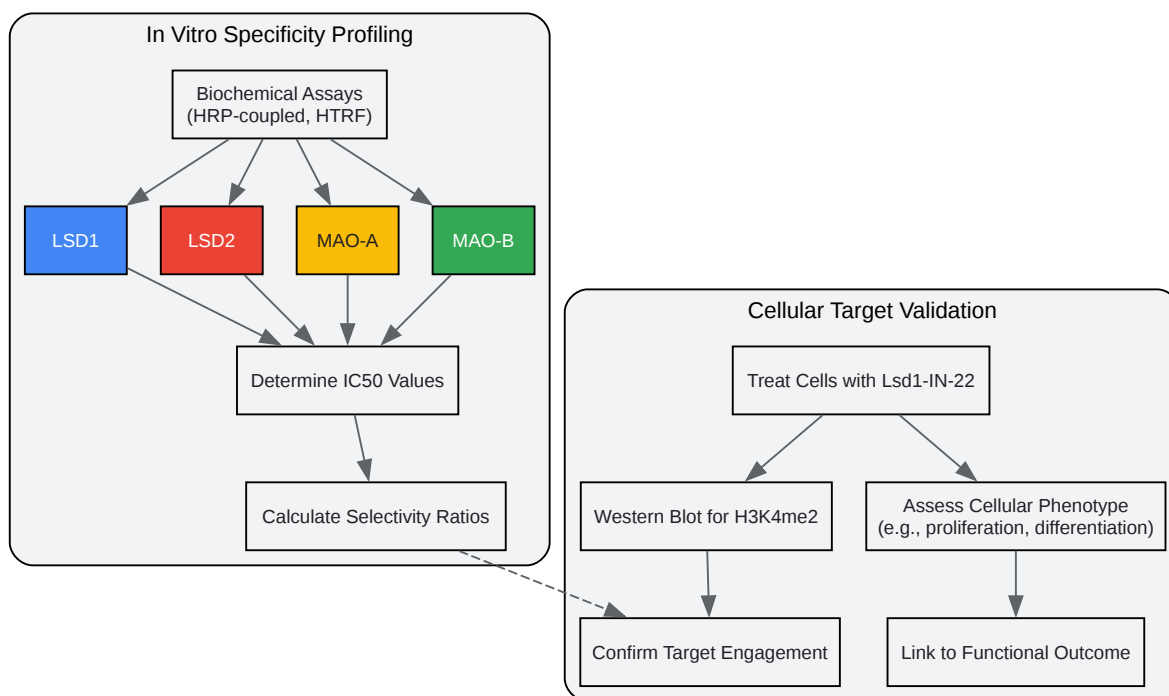 In Vitro Specificity Profiling
Biochemical Assays
(HRP-coupled, HTRF)
LSD1
LSD2
MAO-A
MAO-B
Determine IC50 Values
Calculate Selectivity Ratios
Cellular Target Validation
Treat Cells with Lsd1-IN-22
Western Blot for H3K4me2
Assess Cellular Phenotype
(e.g., proliferation, differentiation)
Confirm Target Engagement
Link to Functional Outcome